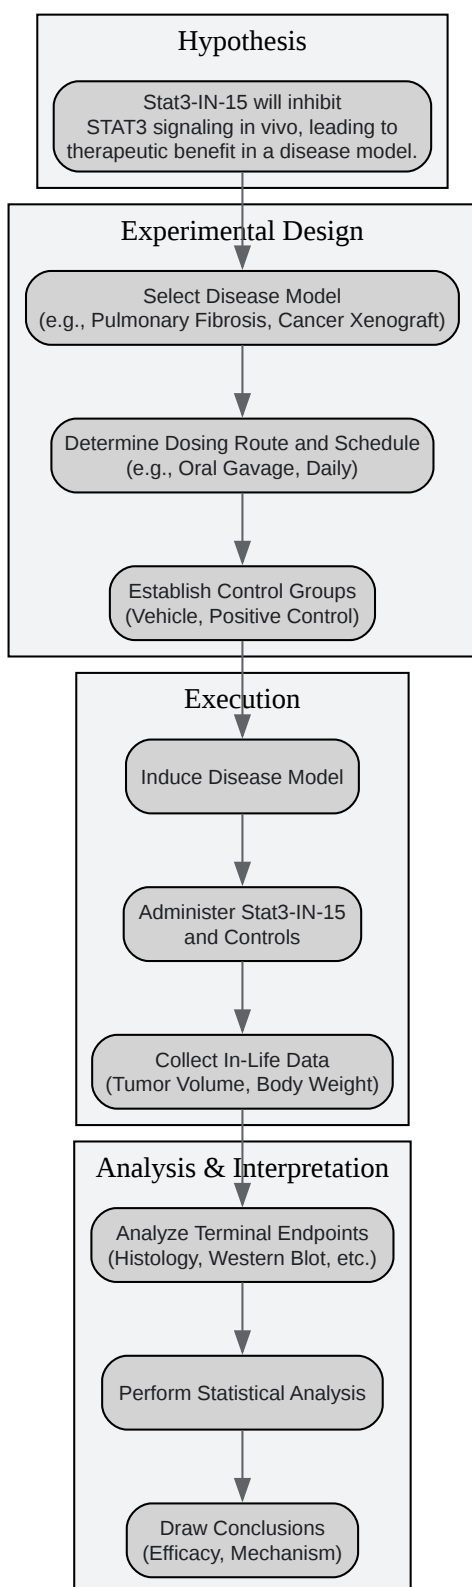 Hypothesis
Stat3-IN-15 will inhibit
STAT3 signaling in vivo, leading to
therapeutic benefit in a disease model.
Experimental Design
Select Disease Model
(e.g., Pulmonary Fibrosis, Cancer Xenograft)
Determine Dosing Route and Schedule
(e.g., Oral Gavage, Daily)
Establish Control Groups
(Vehicle, Positive Control)
Execution
Induce Disease Model
Administer Stat3-IN-15
and Controls
Collect In-Life Data
(Tumor Volume, Body Weight)
Analysis & Interpretation
Analyze Terminal Endpoints
(Histology, Western Blot, etc.)
Perform Statistical Analysis
Draw Conclusions
(Efficacy, Mechanism)